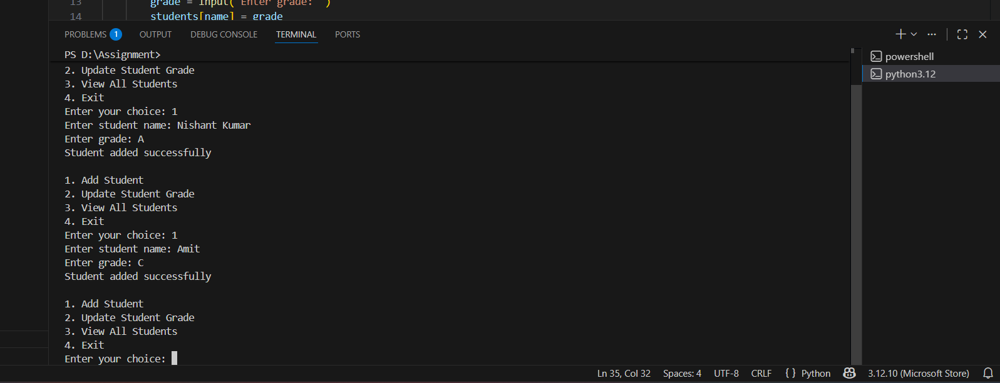 13 grade = input("Enter grade: ")
14 students[name] = grade
PROBLEMS 1 OUTPUT DEBUG CONSOLE TERMINAL PORTS
PS D:\Assignment>
2. Update Student Grade
3. View All Students
4. Exit
Enter your choice: 1
Enter student name: Nishant Kumar
Enter grade: A
Student added successfully
1. Add Student
2. Update Student Grade
3. View All Students
4. Exit
Enter your choice: 1
Enter student name: Amit
Enter grade: C
Student added successfully
1. Add Student
2. Update Student Grade
3. View All Students
4. Exit
Enter your choice:
powershell
python3.12
Ln 35, Col 32 Spaces: 4 UTF-8 CRLF {} Python 3.12.10 (Microsoft Store)